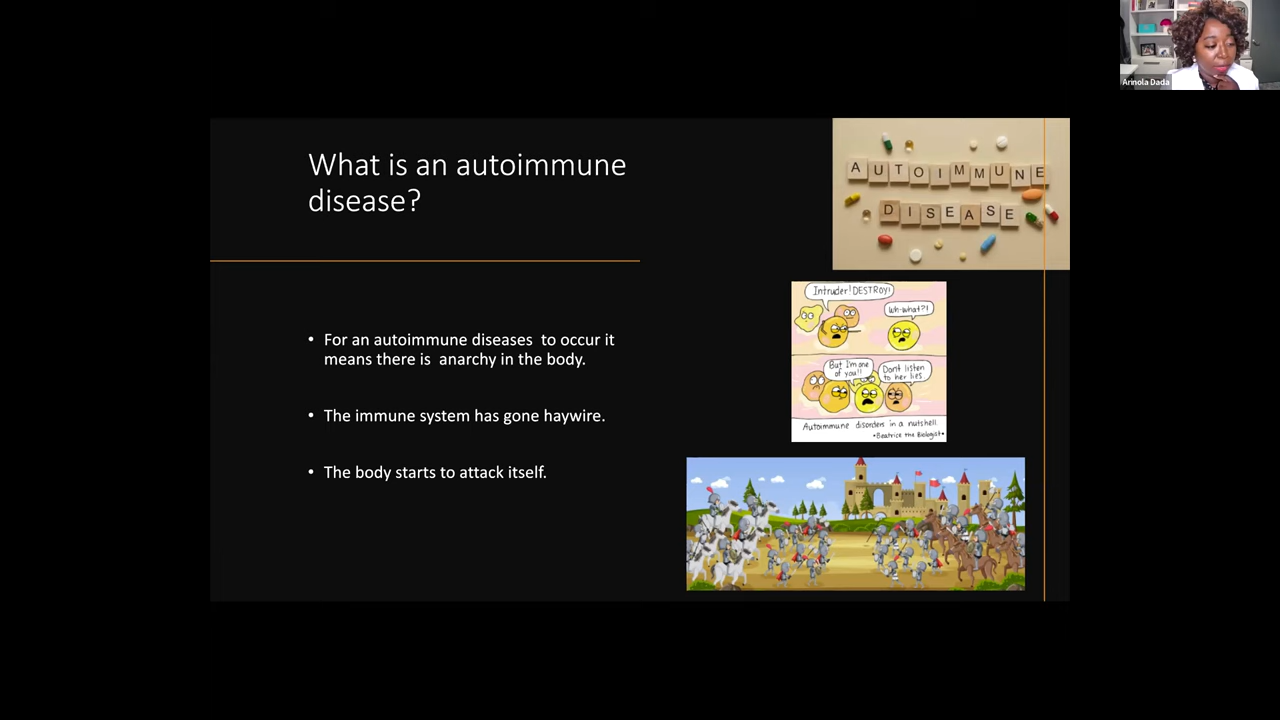 Arinola Dada
What is an autoimmune
disease?
AUTOIMMUNE
DISEASE
• For an autoimmune diseases  to occur it
means there is  anarchy in the body.
• The immune system has gone haywire.
• The body starts to attack itself.
Intruder! DESTROY!
Wh-what?!
But I'm one
of you!!
Don't listen
to her lies.
Autoimmune disorders in a nutshell.
*Beatrice the Biologist*